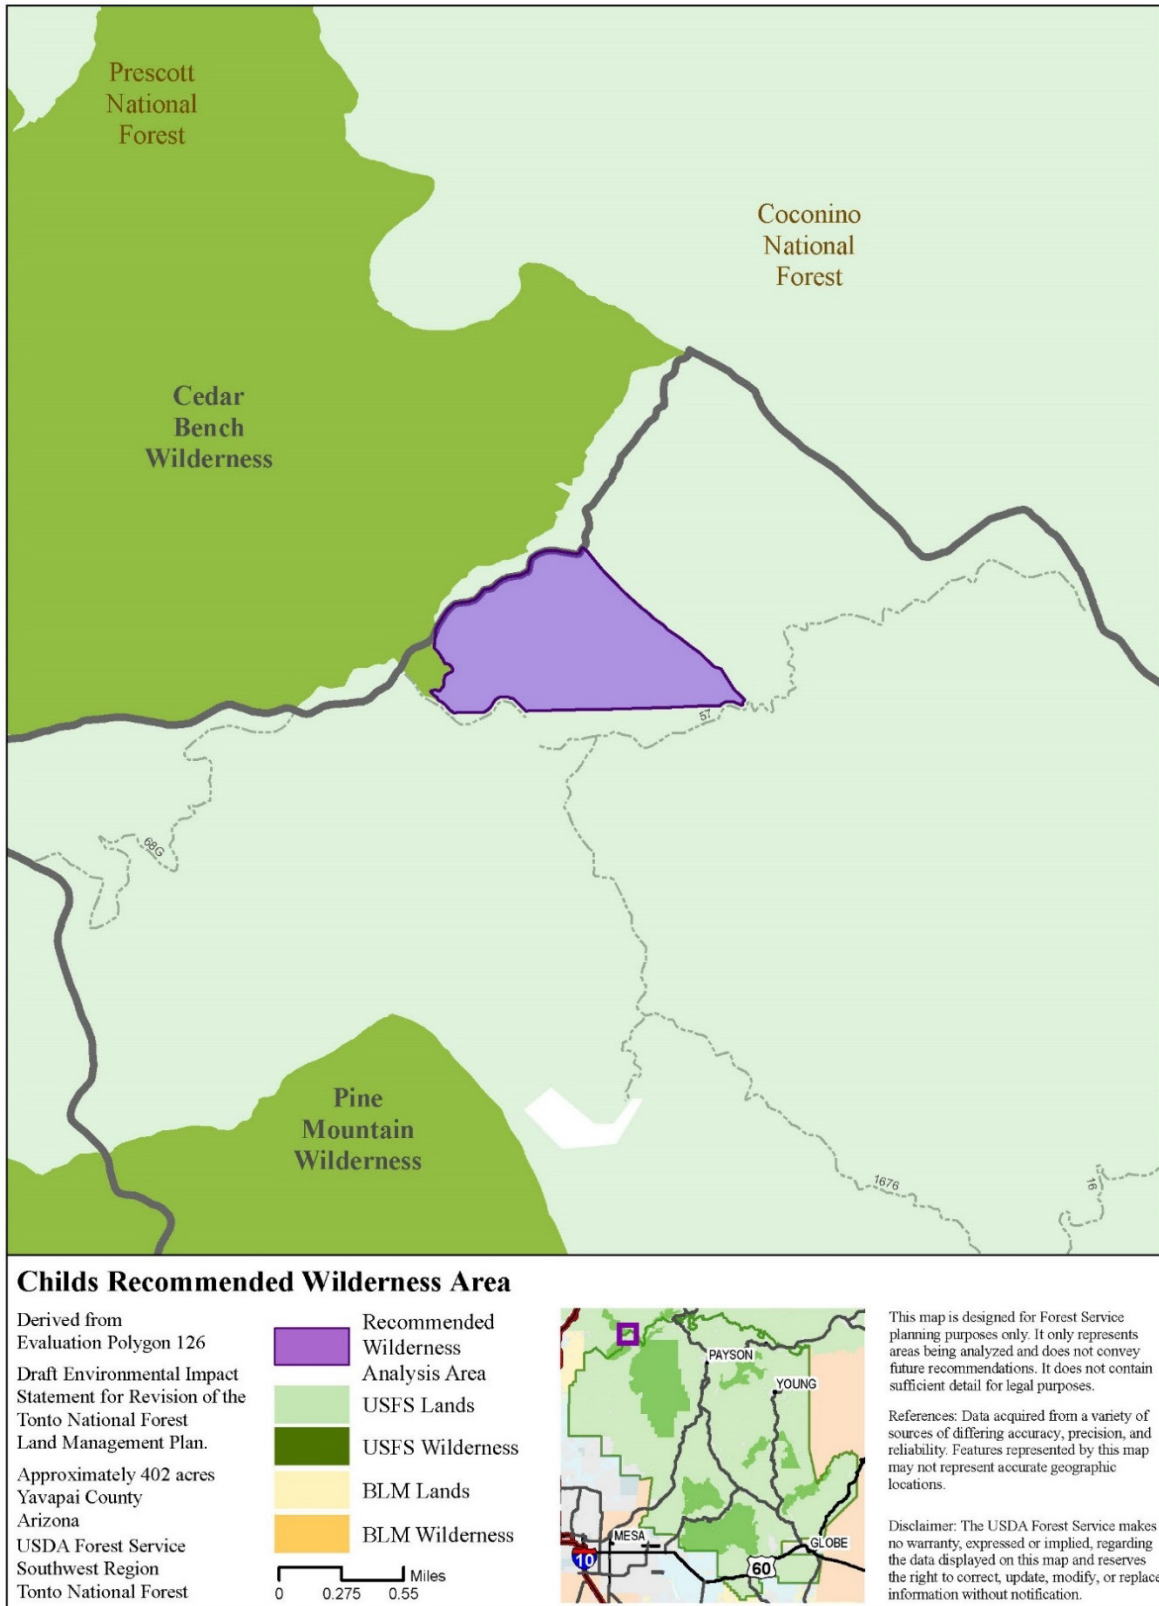 Prescott
National
Forest
Coconino
National
Forest
Cedar
Bench
Wilderness
57
68G
Pine
Mountain
Wilderness
1676
16
Childs Recommended Wilderness Area
Derived from
Evaluation Polygon 126
Draft Environmental Impact
Statement for Revision of the
Tonto National Forest
Land Management Plan.
Approximately 402 acres
Yavapai County
Arizona
USDA Forest Service
Southwest Region
Tonto National Forest
Recommended
Wilderness
Analysis Area
USFS Lands
USFS Wilderness
BLM Lands
BLM Wilderness
Miles
0 0.275 0.55
PAYSON
YOUNG
MESA
GLOBE
10
60
This map is designed for Forest Service
planning purposes only. It only represents
areas being analyzed and does not convey
future recommendations. It does not contain
sufficient detail for legal purposes.
References: Data acquired from a variety of
sources of differing accuracy, precision, and
reliability. Features represented by this map
may not represent accurate geographic
locations.
Disclaimer: The USDA Forest Service makes
no warranty, expressed or implied, regarding
the data displayed on this map and reserves
the right to correct, update, modify, or replace
information without notification.